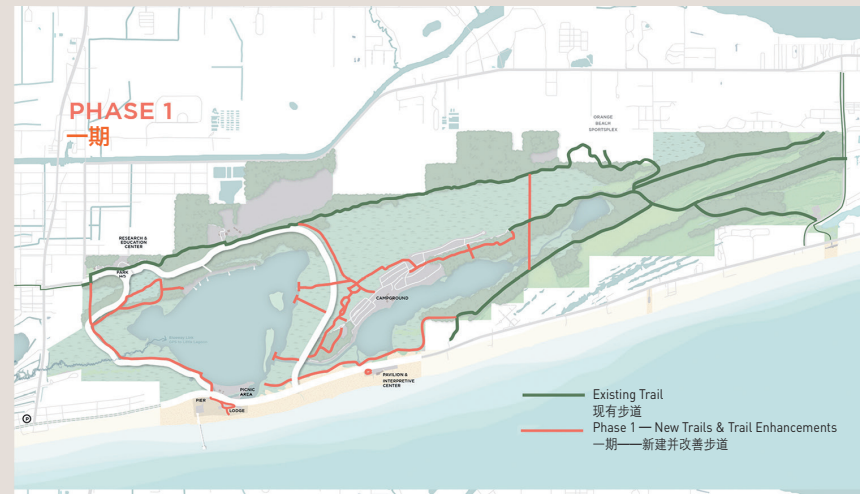 PHASE 1
一期
ORANGE
BEACH
SPORTSPLEX
RESEARCH &
EDUCATION
CENTER
PARK
HQ
CAMPGROUND
PAVILION &
INTERPRETIVE
CENTER
PICNIC
AREA
PIER
LODGE
P
Existing Trail
现有步道
Phase 1 — New Trails & Trail Enhancements
一期——新建并改善步道